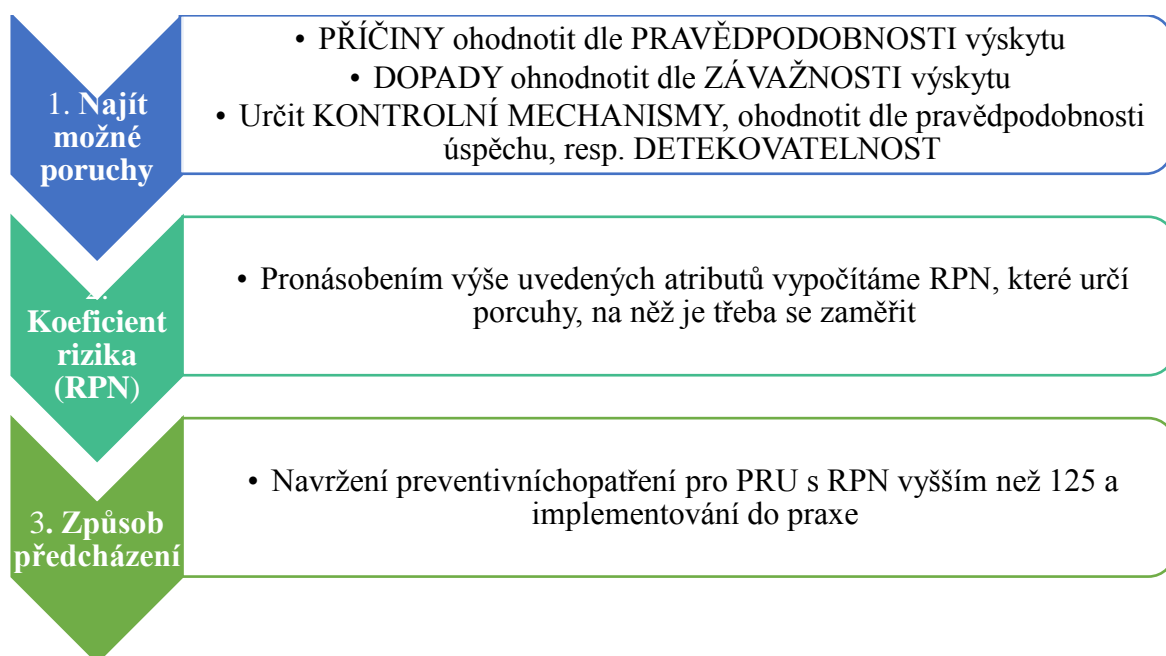 1. Najít
možné
poruchy
• PŘÍČINY ohodnotit dle PRAVĚDPODOBNOSTI výskytu
• DOPADY ohnodnotit dle ZÁVAŽNOSTI výskytu
• Určit KONTROLNÍ MECHANISMY, ohodnotit dle pravědpodobnosti
úspěchu, resp. DETEKOVATELNOST
2.
Koeficient
rizika
(RPN)
• Pronásobením výše uvedených atributů vypočítáme RPN, které určí
porcuhy, na něž je třeba se zaměřit
3. Způsob
předcházení
• Navržení preventivníchopatření pro PRU s RPN vyšším než 125 a
implementování do praxe